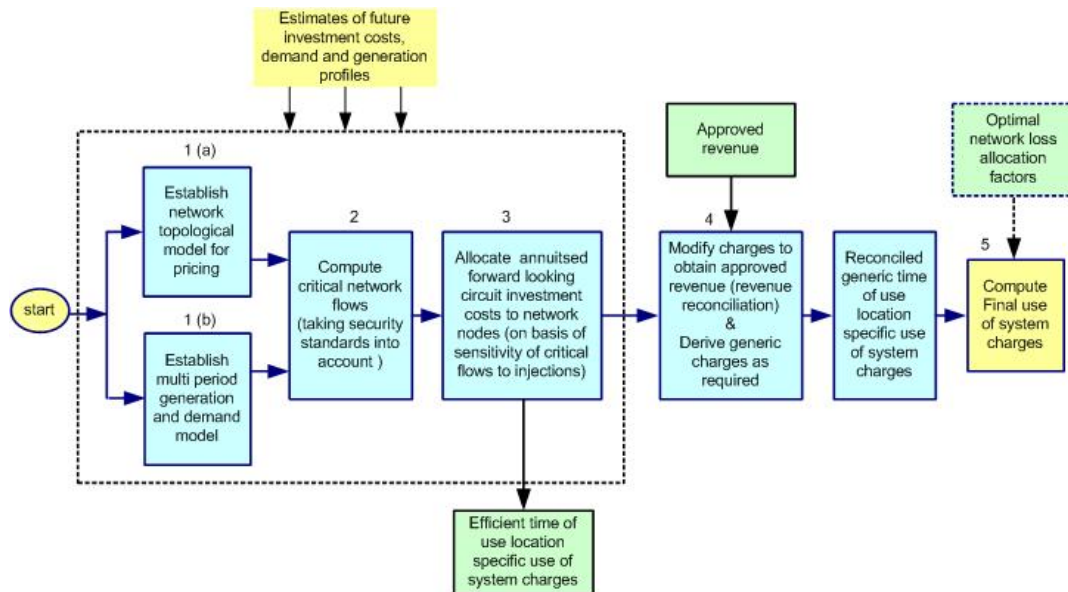 Estimates of future
investment costs,
demand and generation
profiles
Approved
revenue
Optimal
network loss
allocation
factors
1 (a)
Establish
network
topological
model for
pricing
1 (b)
Establish
multi period
generation
and demand
model
start
2
Compute
critical network
flows
(taking security
standards into
account )
3
Allocate annuitsed
forward looking
circuit investment
costs to network
nodes (on basis of
sensitivity of critical
flows to injections)
4
Modify charges to
obtain approved
revenue (revenue
reconciliation)
&
Derive generic
charges as
required
Reconciled
generic time of
use location
specific use of
system
charges
5
Compute
Final use
of system
charges
Efficient time of
use location
specific use of
system charges